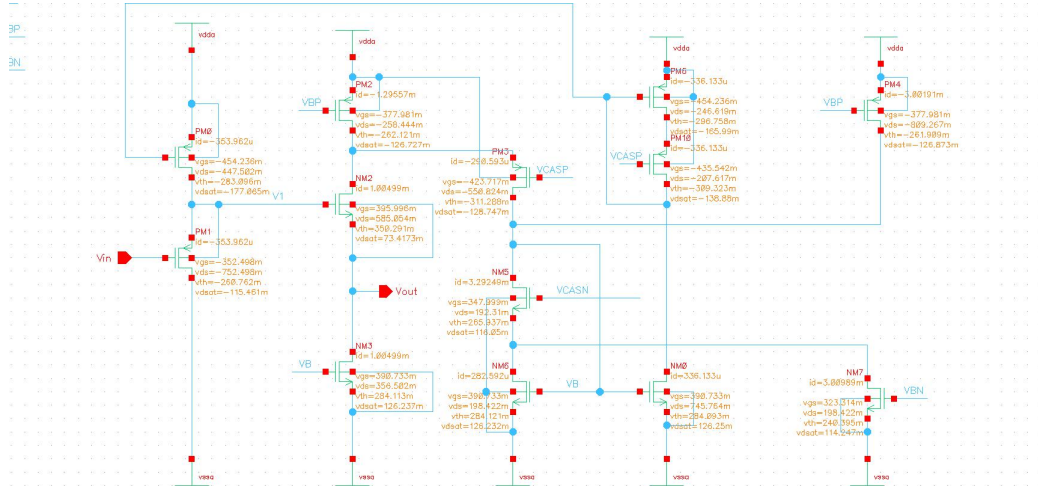 BP
BN
vdda
PM0
id=-353.962u
vgs=-454.236m
vds=-447.502m
vth=-283.096m
vdsat=-177.065m
V1
PM1
id=-353.962u
Vin
vgs=-352.498m
vds=-752.498m
vth=-260.762m
vdsat=-115.461m
vssa
vdda
PM2
id=-1.29557m
VBP
vgs=-377.981m
vds=-258.444m
vth=-262.121m
vdsat=-126.727m
NM2
id=1.00499m
vgs=395.996m
vds=585.054m
vth=350.291m
vdsat=73.4173m
Vout
NM3
id=1.00499m
VB
vgs=390.733m
vds=356.502m
vth=284.113m
vdsat=126.237m
vssa
PM3
id=-290.593u
VCASP
vgs=-423.717m
vds=-550.824m
vth=-311.288m
vdsat=-128.747m
NM5
id=3.29249m
VCASN
vgs=347.999m
vds=192.31m
vth=265.337m
vdsat=116.05m
NM6
id=282.592u
VB
vgs=390.733m
vds=198.422m
vth=284.121m
vdsat=126.232m
vssa
vdda
PM6
id=-336.133u
vgs=-454.236m
vds=-246.619m
vth=-296.758m
vdsat=-165.99m
PM10
id=-336.133u
VCASP
vgs=-435.542m
vds=-207.617m
vth=-309.323m
vdsat=-138.88m
NM0
id=336.133u
vgs=390.733m
vds=745.764m
vth=284.093m
vdsat=126.25m
vssa
vdda
PM4
id=-3.00191m
VBP
vgs=-377.981m
vds=-809.267m
vth=-261.909m
vdsat=-126.873m
NM7
id=3.00989m
VBN
vgs=323.314m
vds=198.422m
vth=240.395m
vdsat=114.247m
vssa